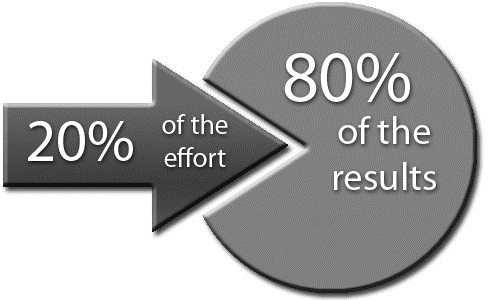 20%
of the
effort
80%
of the
results